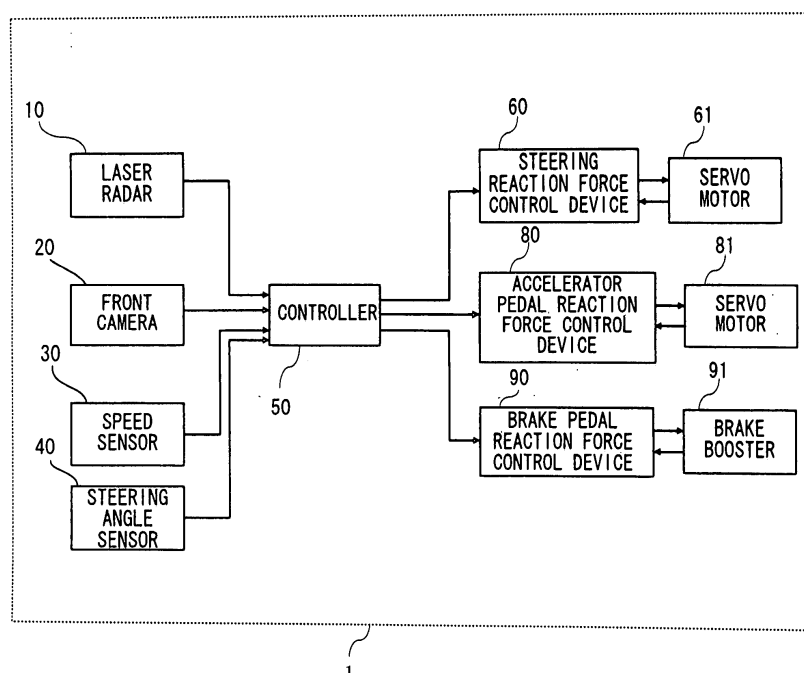 10
LASER
RADAR
20
FRONT
CAMERA
30
SPEED
SENSOR
40
STEERING
ANGLE
SENSOR
CONTROLLER
50
60
STEERING
REACTION FORCE
CONTROL DEVICE
61
SERVO
MOTOR
80
ACCELERATOR
PEDAL REACTION
FORCE CONTROL
DEVICE
81
SERVO
MOTOR
90
BRAKE PEDAL
REACTION FORCE
CONTROL DEVICE
91
BRAKE
BOOSTER
1